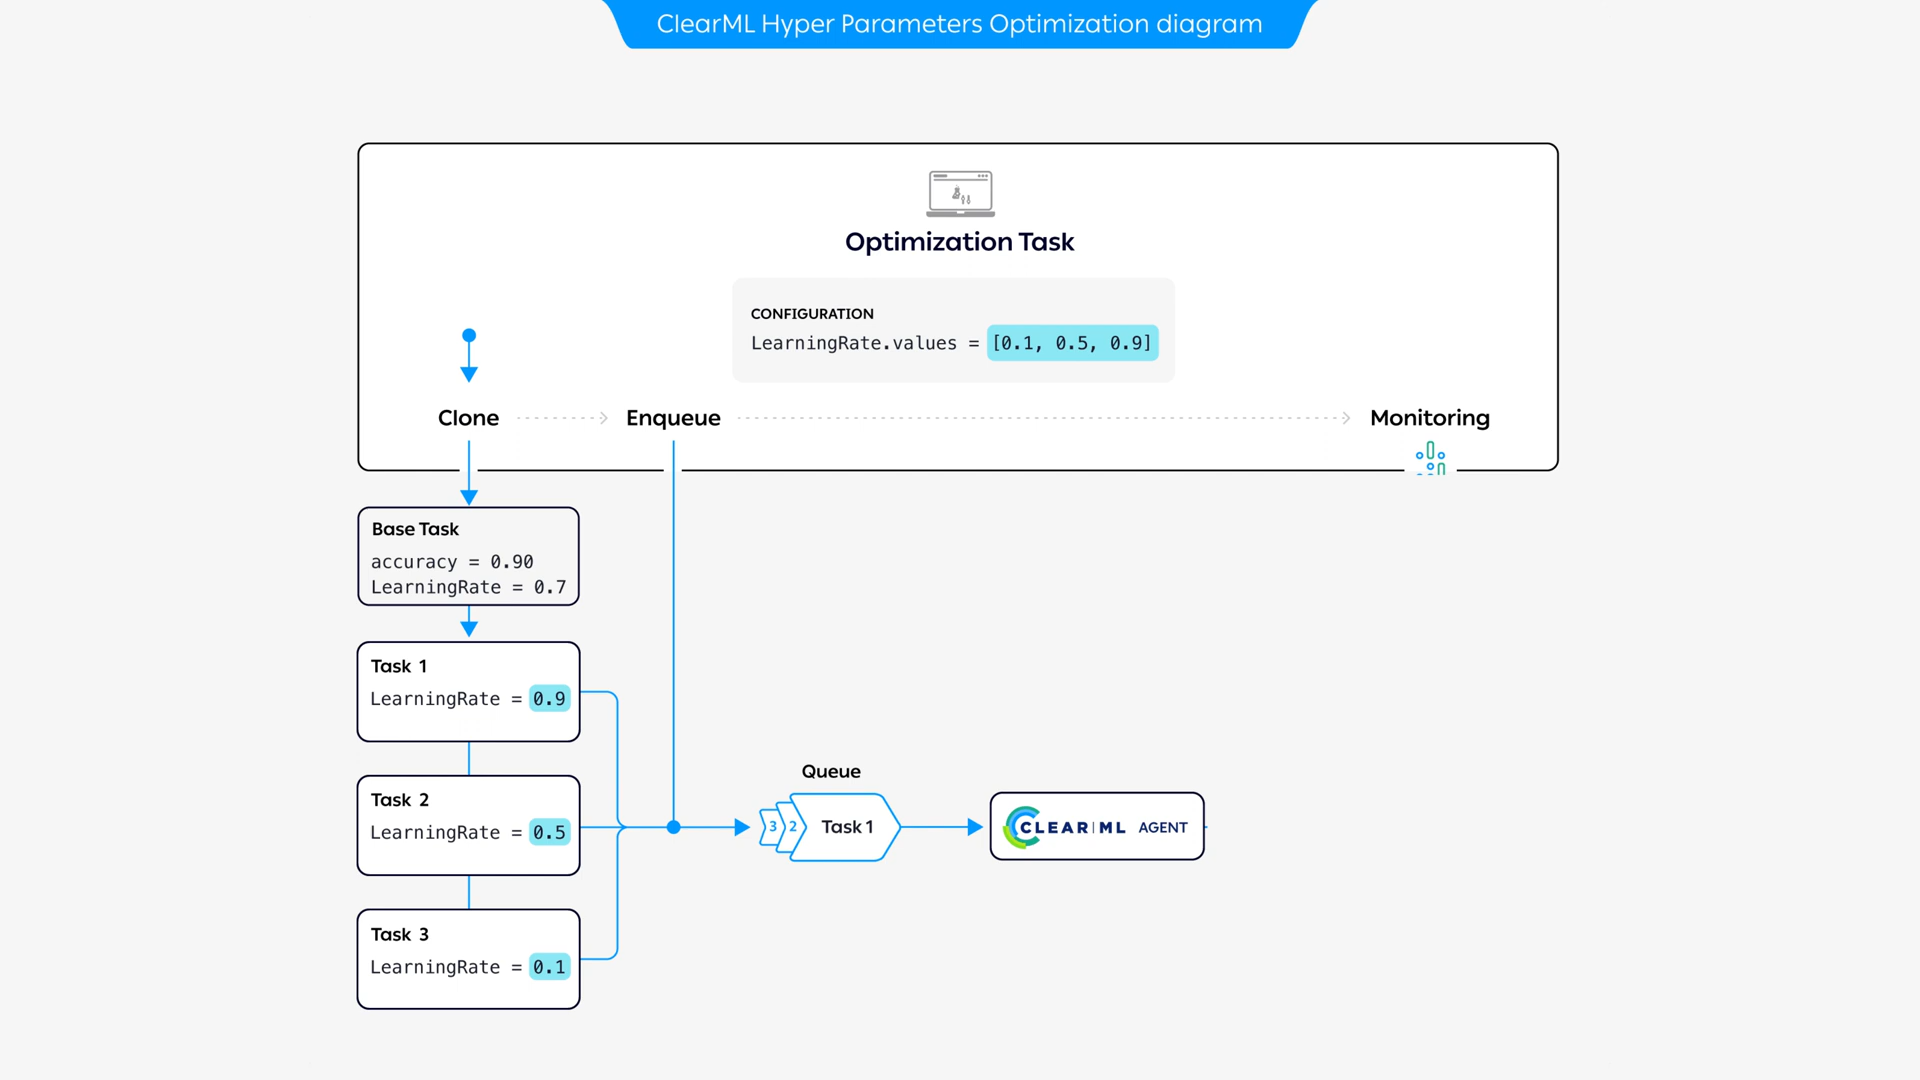 ClearML Hyper Parameters Optimization diagram
Optimization Task
CONFIGURATION
LearningRate.values = [0.1, 0.5, 0.9]
Clone
Enqueue
Monitoring
Base Task
accuracy = 0.90
LearningRate = 0.7
Task 1
LearningRate = 0.9
Task 2
LearningRate = 0.5
Task 3
LearningRate = 0.1
Queue
3 2 Task 1
CLEAR|ML AGENT